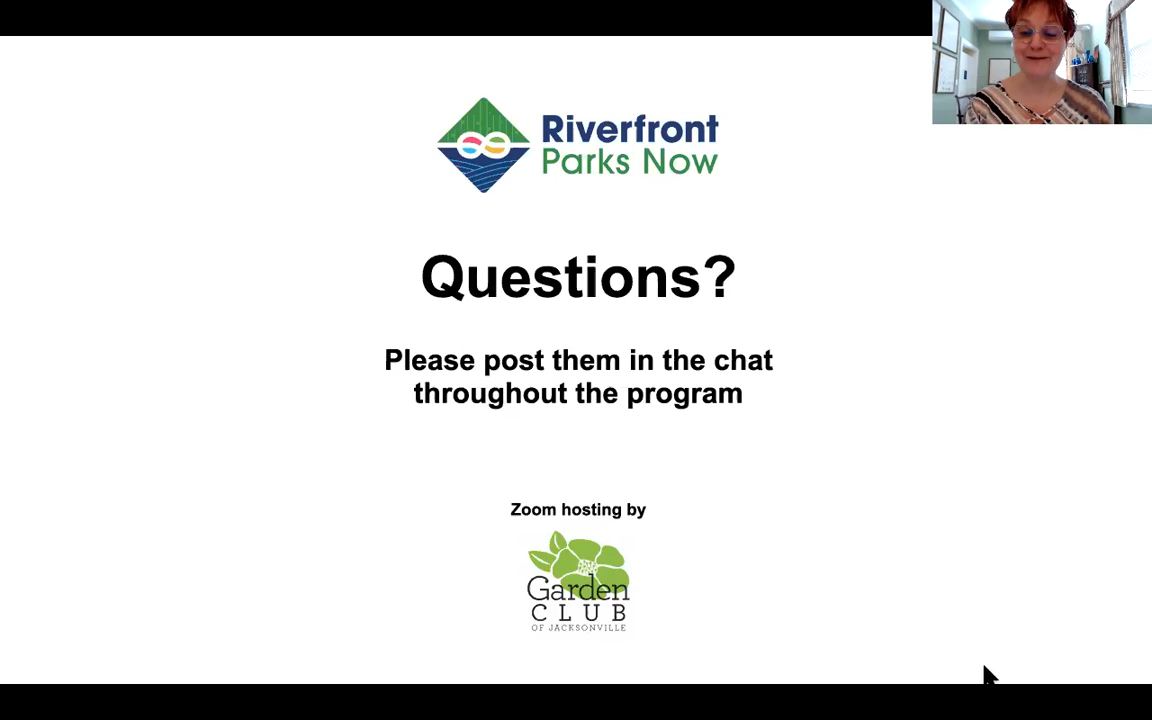 Riverfront
Parks Now
Questions?
Please post them in the chat
throughout the program
Zoom hosting by
Garden
CLUB
OF JACKSONVILLE